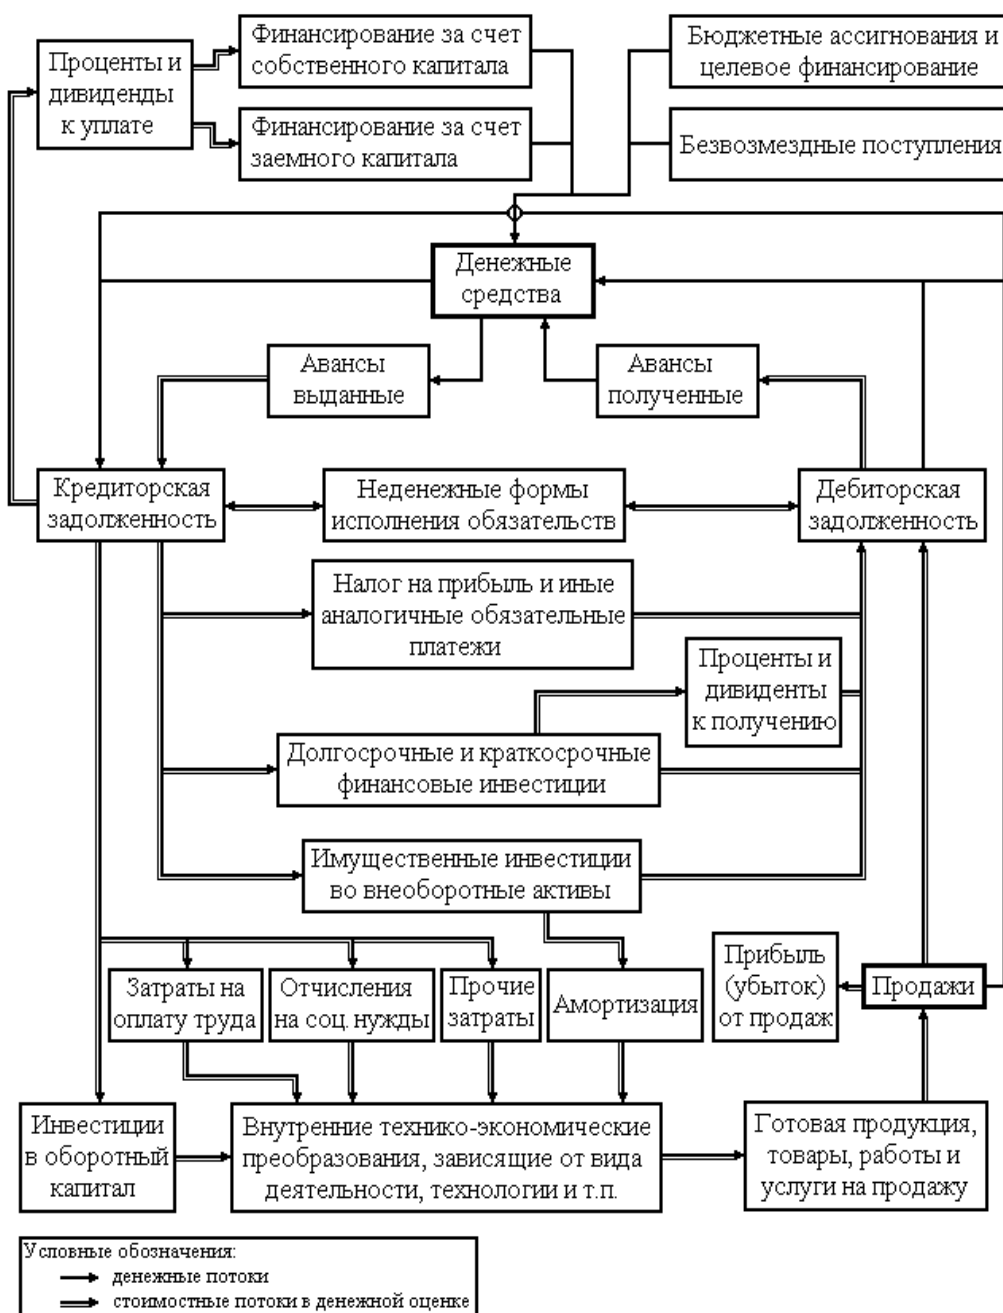 Проценты и
дивиденды
к уплате
Финансирование за счет
собственного капитала
Бюджетные ассигнования и
целевое финансирование
Финансирование за счет
заемного капитала
Безвозмездные поступления
Денежные
средства
Авансы
выданные
Авансы
полученные
Кредиторская
задолженность
Неденежные формы
исполнения обязательств
Дебиторская
задолженность
Налог на прибыль и иные
аналогичные обязательные
платежи
Проценты и
дивиденты
к получению
Долгосрочные и краткосрочные
финансовые инвестиции
Имущественные инвестиции
во внеоборотные активы
Затраты на
оплату труда
Отчисления
на соц. нужды
Прочие
затраты
Амортизация
Прибыль
(убыток)
от продаж
Продажи
Инвестиции
в оборотный
капитал
Внутренние технико-экономические
преобразования, зависящие от вида
деятельности, технологии и т.п.
Готовая продукция,
товары, работы и
услуги на продажу
Условные обозначения:
денежные потоки
стоимостные потоки в денежной оценке